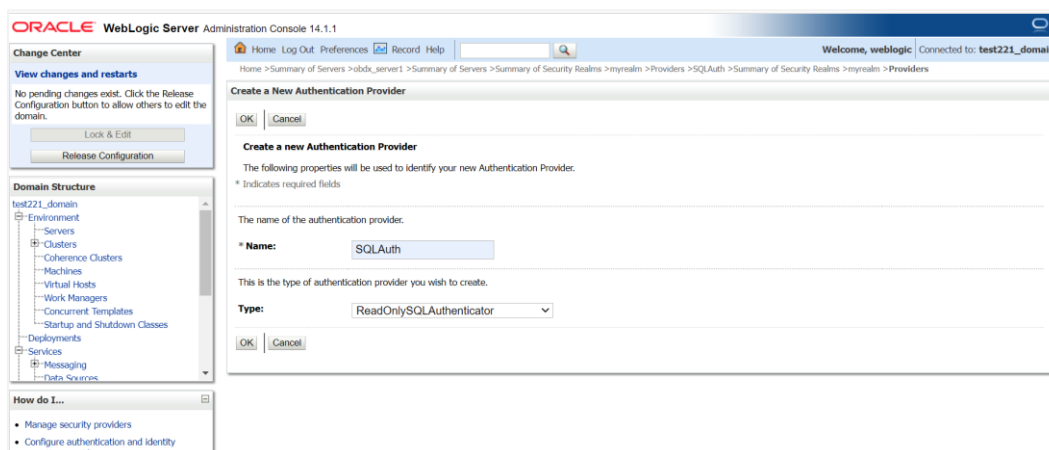 ORACLE WebLogic Server Administration Console 14.1.1
Change Center
View changes and restarts
No pending changes exist. Click the Release
Configuration button to allow others to edit the
domain.
Lock & Edit
Release Configuration
Domain Structure
test221_domain
Environment
Servers
Clusters
Coherence Clusters
Machines
Virtual Hosts
Work Managers
Concurrent Templates
Startup and Shutdown Classes
Deployments
Services
Messaging
Data Sources
How do I...
Manage security providers
Configure authentication and identity
Home Log Out Preferences Record Help
Welcome, weblogic Connected to: test221_domai
Home >Summary of Servers >obdx_server1 >Summary of Servers >Summary of Security Realms >myrealm >Providers >SQLAuth >Summary of Security Realms >myrealm >Providers
Create a New Authentication Provider
OK Cancel
Create a new Authentication Provider
The following properties will be used to identify your new Authentication Provider.
* Indicates required fields
The name of the authentication provider.
* Name: SQLAuth
This is the type of authentication provider you wish to create.
Type: ReadOnlySQLAuthenticator
OK Cancel